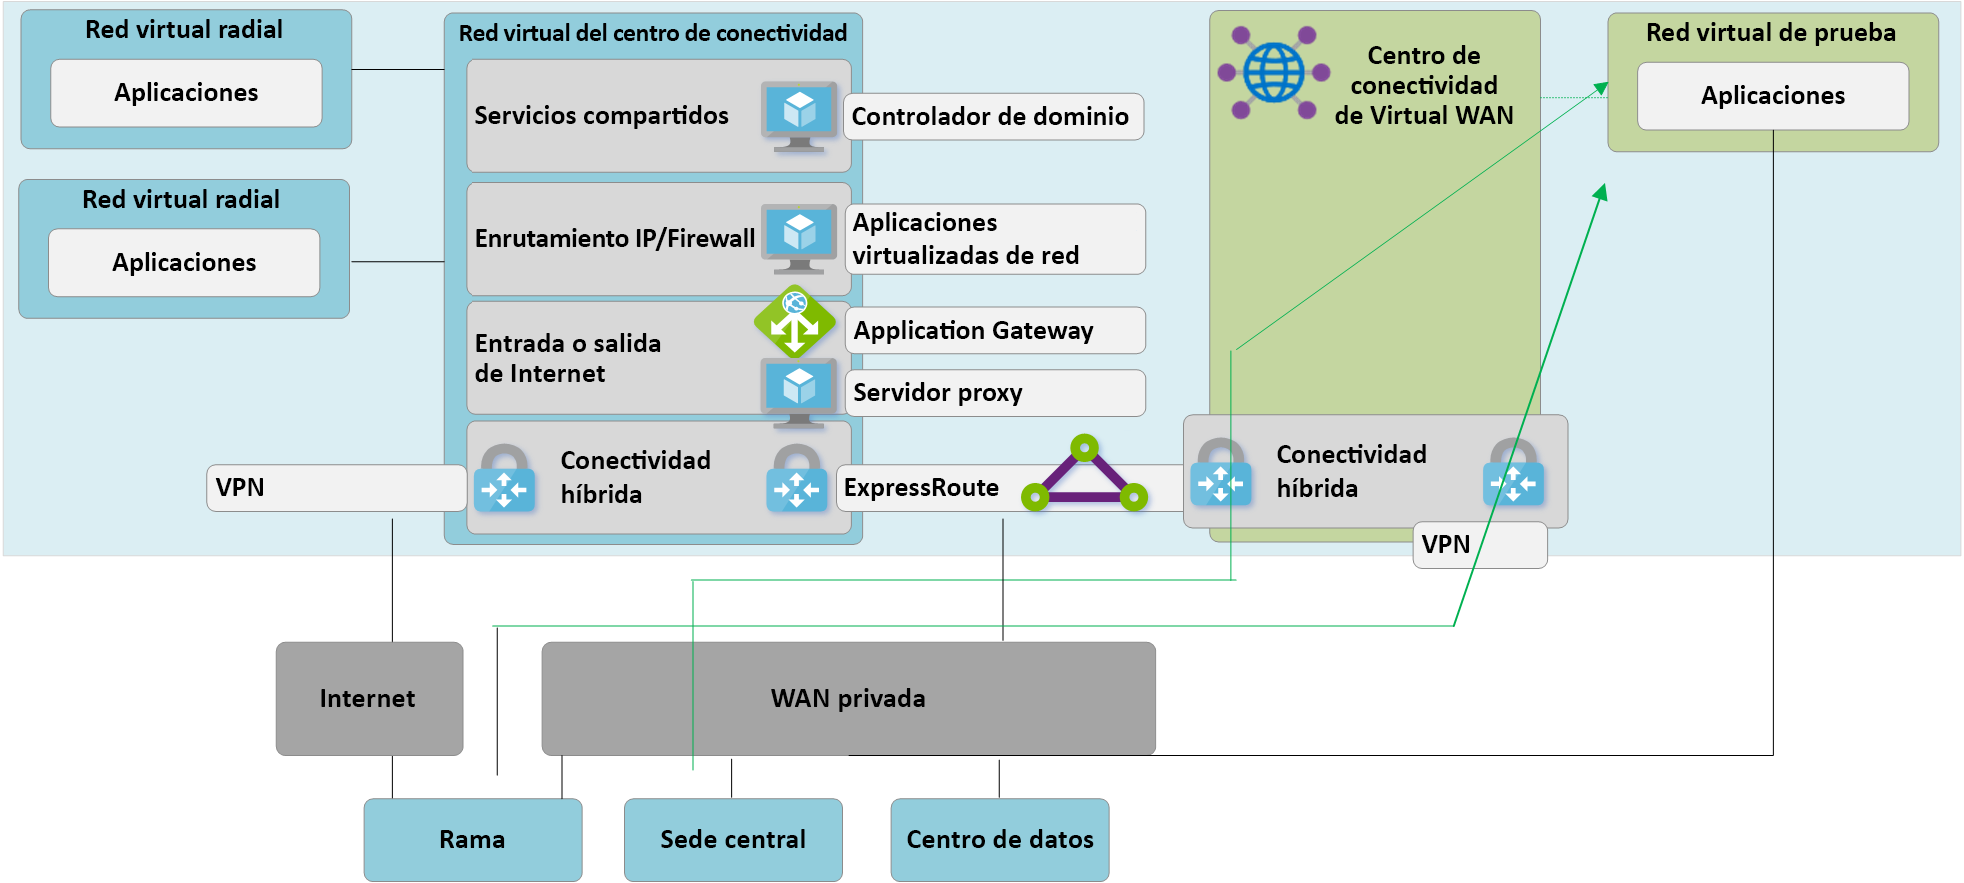 Red virtual radial
Aplicaciones
Red virtual radial
Aplicaciones
Red virtual del centro de conectividad
Servicios compartidos
Controlador de dominio
Enrutamiento IP/Firewall
Aplicaciones
virtualizadas de red
Entrada o salida
de Internet
Application Gateway
Servidor proxy
VPN
Conectividad
híbrida
ExpressRoute
Centro de
conectividad
de Virtual WAN
Conectividad
híbrida
VPN
Red virtual de prueba
Aplicaciones
Internet
WAN privada
Rama
Sede central
Centro de datos